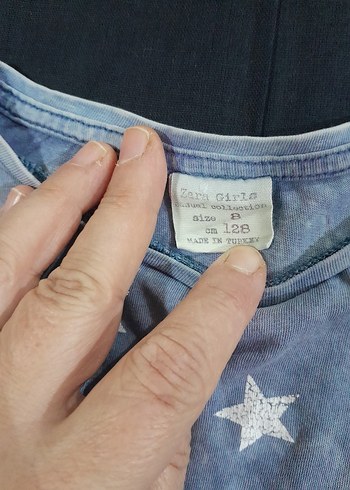 Zara Girls
casual collection
size 8
cm 128
MADE IN TURKEY